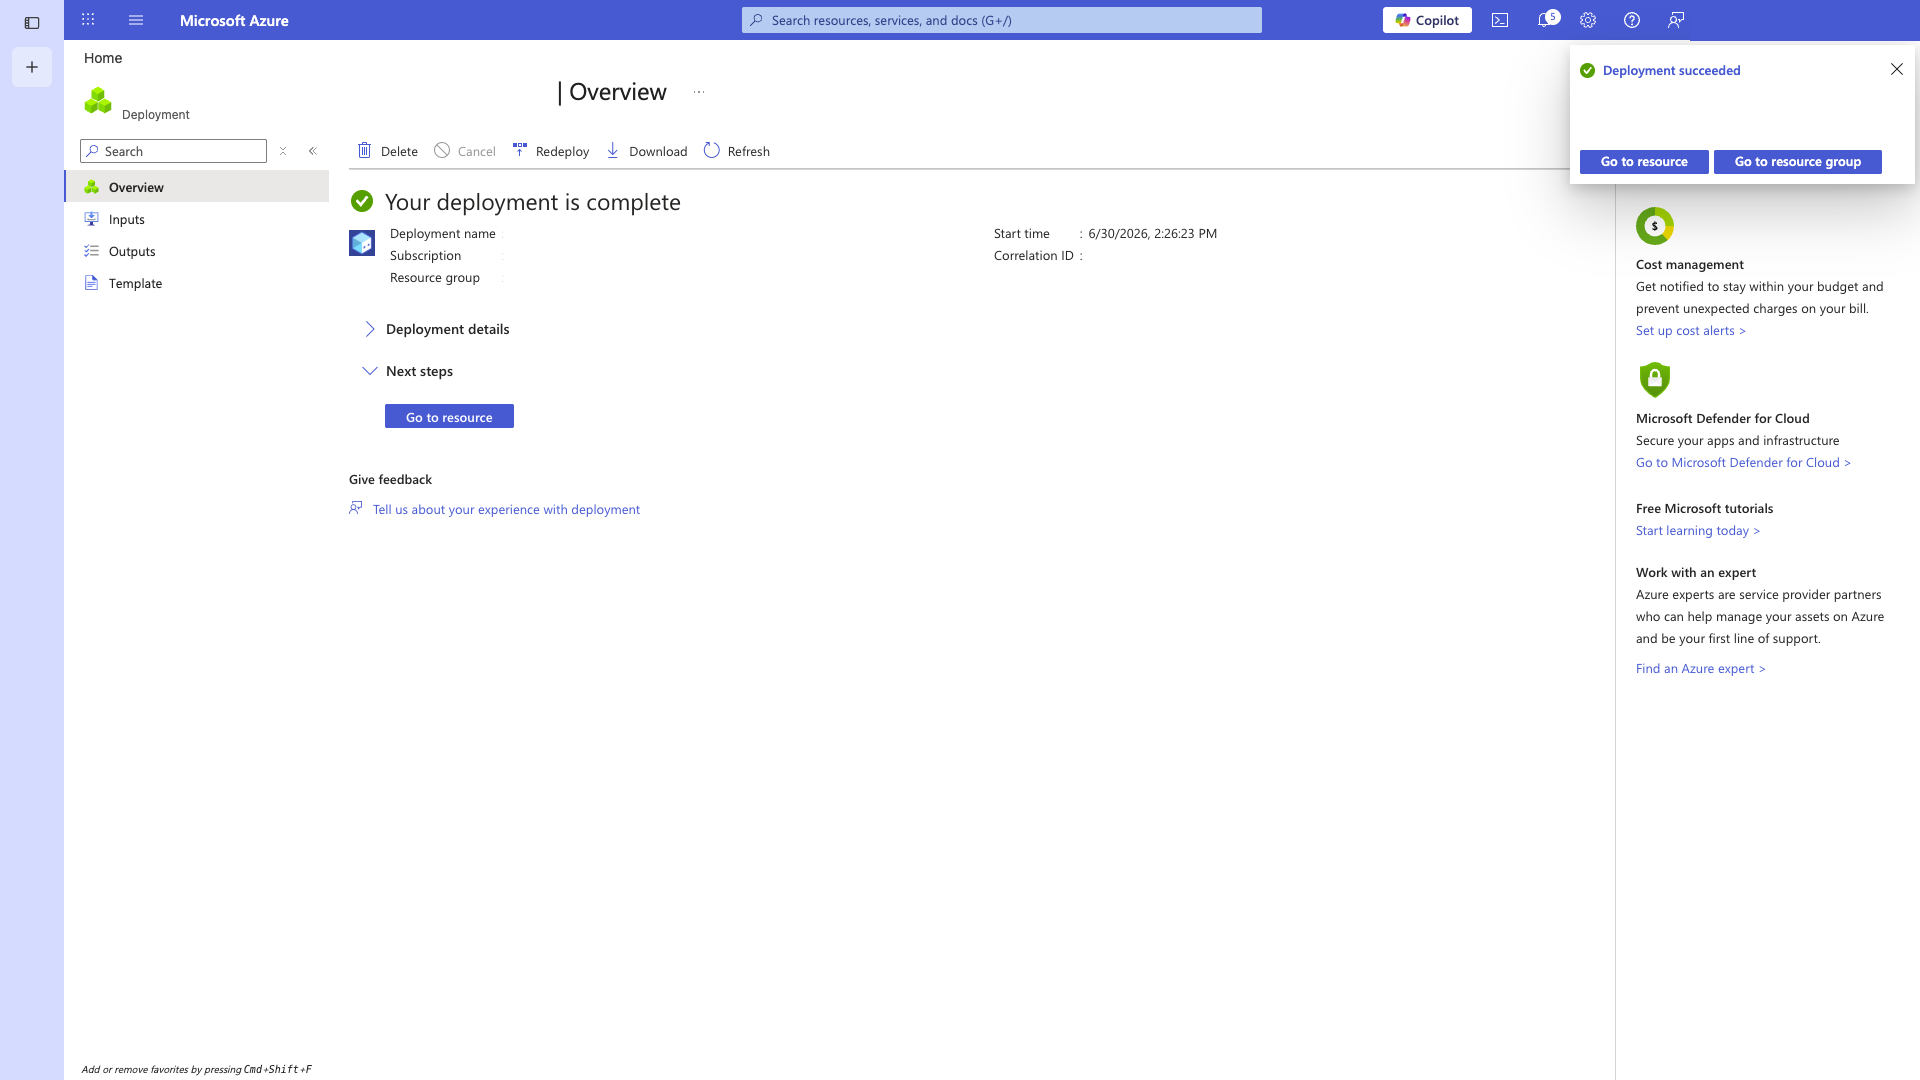 Microsoft Azure
Search resources, services, and docs (G+/)
Copilot
5
Home
| Overview
...
Deployment
Search
Delete
Cancel
Redeploy
Download
Refresh
Overview
Inputs
Outputs
Template
Your deployment is complete
Deployment name :
Subscription :
Resource group :
Start time : 6/30/2026, 2:26:23 PM
Correlation ID :
Deployment details
Next steps
Go to resource
Give feedback
Tell us about your experience with deployment
Deployment succeeded
Go to resource
Go to resource group
$
Cost management
Get notified to stay within your budget and
prevent unexpected charges on your bill.
Set up cost alerts >
Microsoft Defender for Cloud
Secure your apps and infrastructure
Go to Microsoft Defender for Cloud >
Free Microsoft tutorials
Start learning today >
Work with an expert
Azure experts are service provider partners
who can help manage your assets on Azure
and be your first line of support.
Find an Azure expert >
Add or remove favorites by pressing Cmd+Shift+F